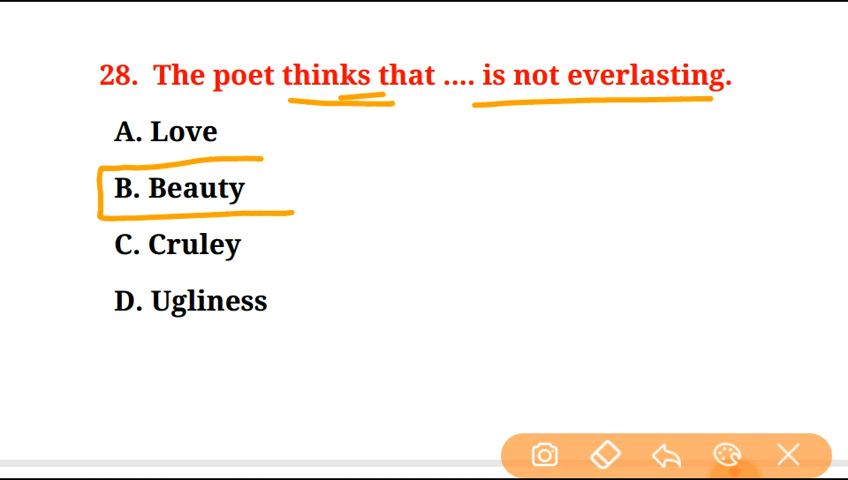 28. The poet thinks that .... is not everlasting.
A. Love
B. Beauty
C. Cruley
D. Ugliness